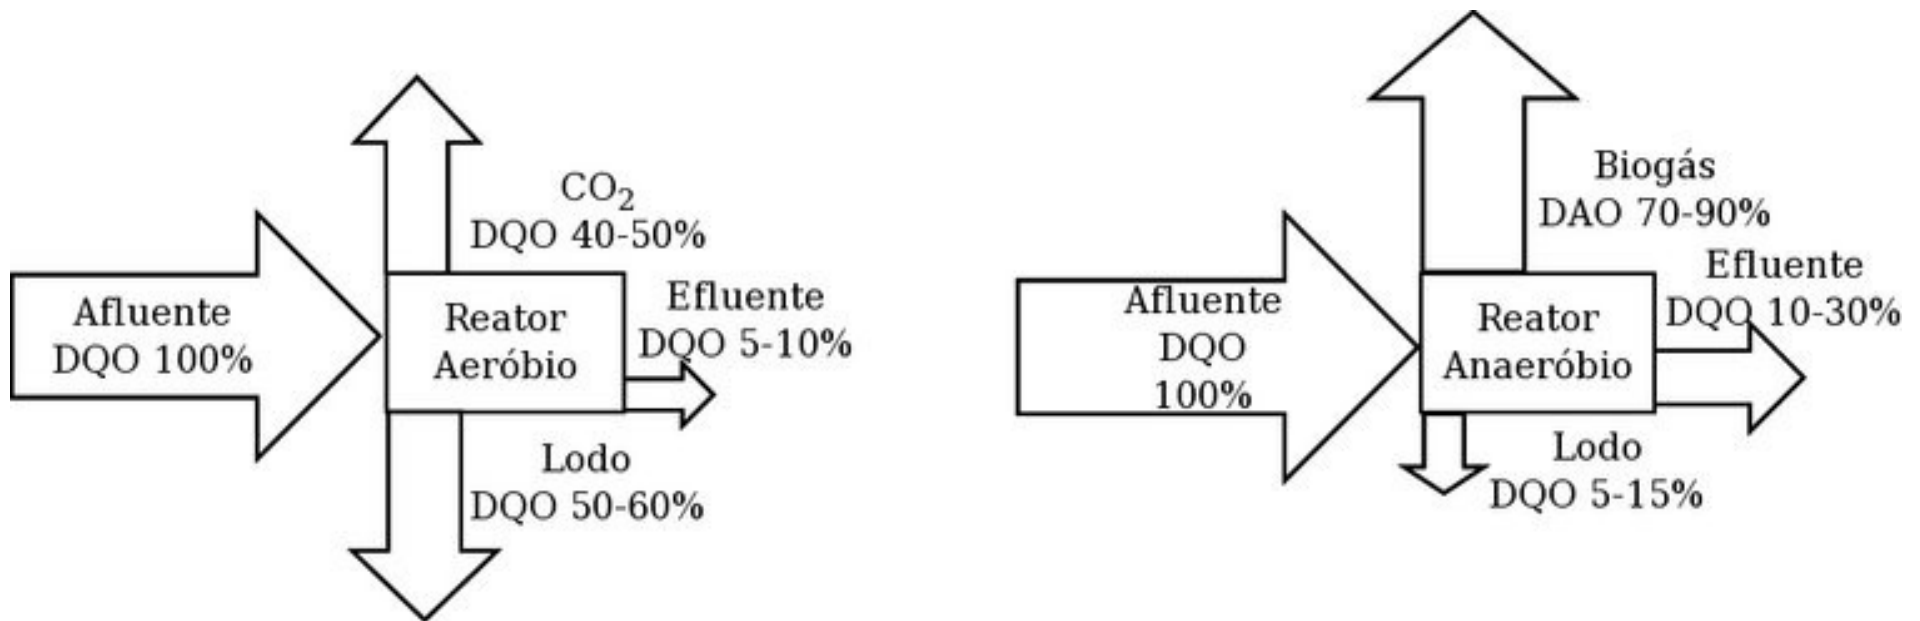 CO₂
DQO 40-50%
Afluente
DQO 100%
Reator
Aeróbio
Efluente
DQO 5-10%
Lodo
DQO 50-60%
Biogás
DAO 70-90%
Afluente
DQO
100%
Reator
Anaeróbio
Efluente
DQO 10-30%
Lodo
DQO 5-15%